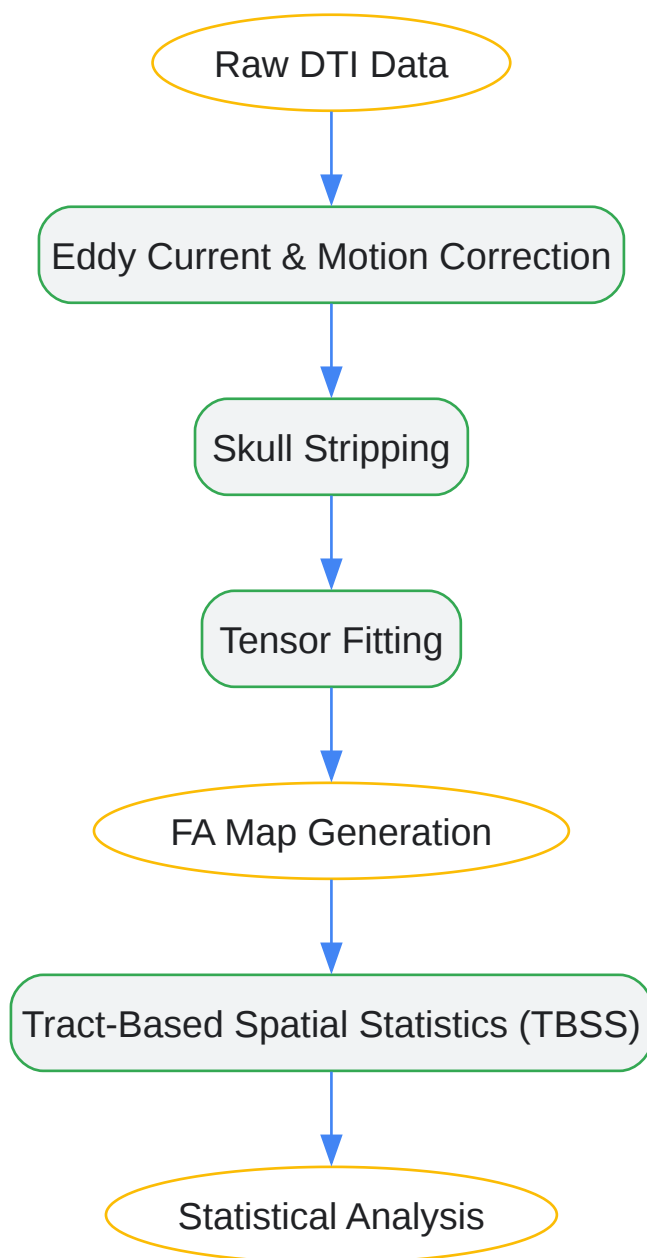 Raw DTI Data
Eddy Current & Motion Correction
Skull Stripping
Tensor Fitting
FA Map Generation
Tract-Based Spatial Statistics (TBSS)
Statistical Analysis